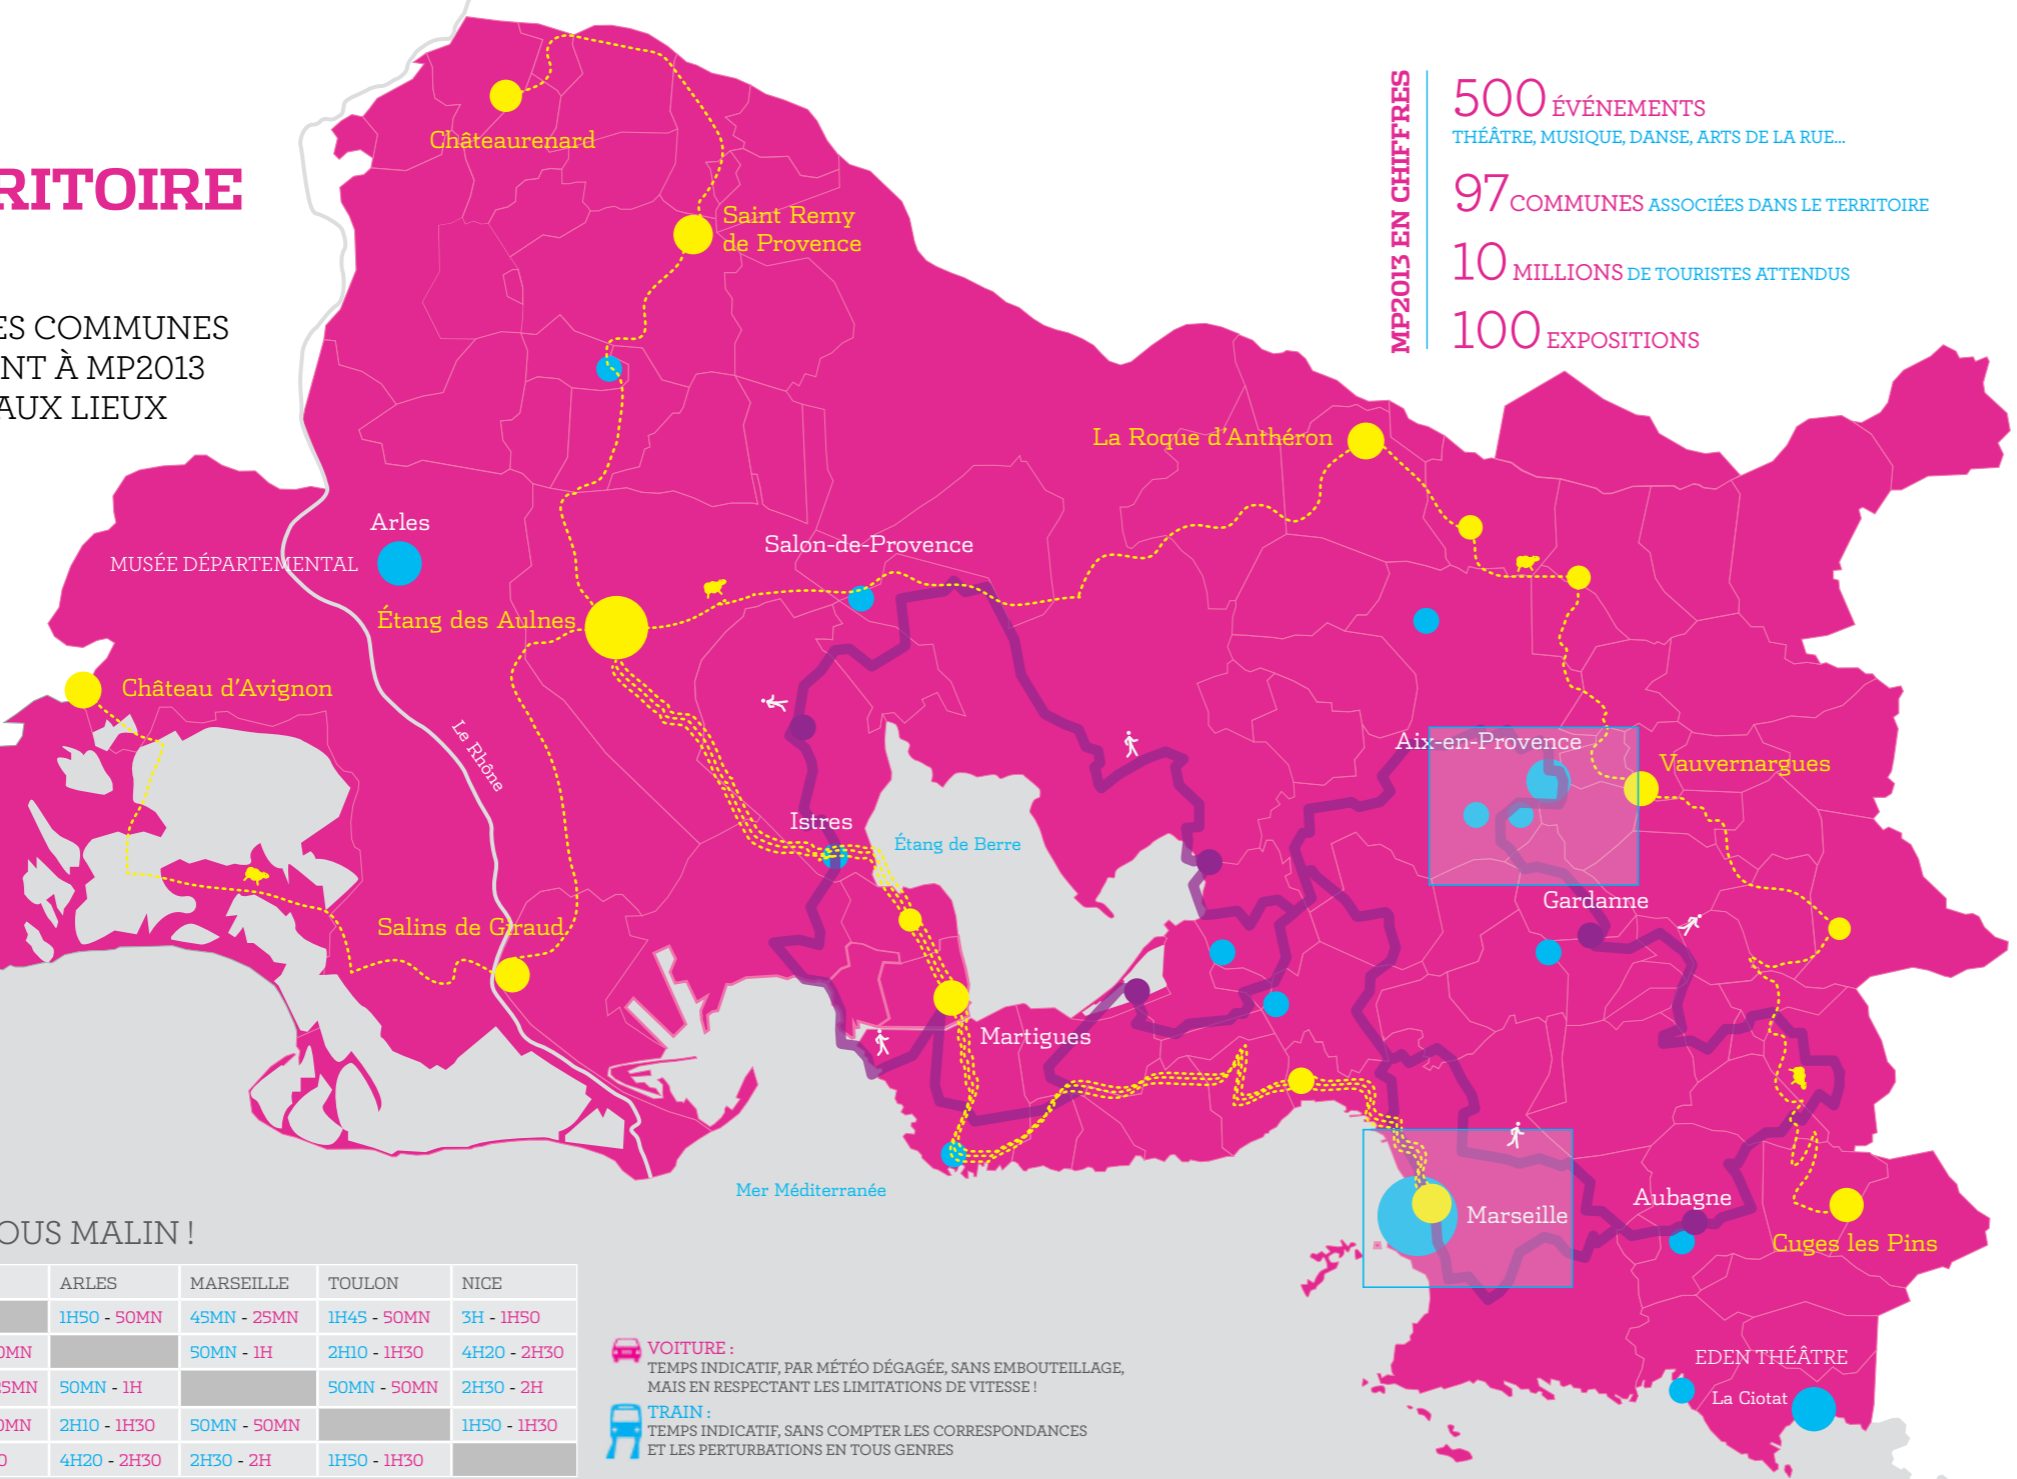 RITOIRE
ES COMMUNES
NT À MP2013
AUX LIEUX
MP2013 EN CHIFFRES
500 ÉVÉNEMENTS
THÉÂTRE, MUSIQUE, DANSE, ARTS DE LA RUE...
97 COMMUNES ASSOCIÉES DANS LE TERRITOIRE
10 MILLIONS DE TOURISTES ATTENDUS
100 EXPOSITIONS
Châteaurenard
Saint Remy
de Provence
La Roque d'Anthéron
Arles
MUSÉE DÉPARTEMENTAL
Salon-de-Provence
Étang des Aulnes
Château d'Avignon
Le Rhône
Aix-en-Provence
Vauvernargues
Istres
Étang de Berre
Gardanne
Salins de Giraud
Martigues
Mer Méditerranée
Marseille
Aubagne
Cuges les Pins
EDEN THÉÂTRE
La Ciotat
OUS MALIN !
ARLES MARSEILLE TOULON NICE
1H50 - 50MN 45MN - 25MN 1H45 - 50MN 3H - 1H50
0MN 50MN - 1H 2H10 - 1H30 4H20 - 2H30
5MN 50MN - 1H 50MN - 50MN 2H30 - 2H
0MN 2H10 - 1H30 50MN - 50MN 1H50 - 1H30
0 4H20 - 2H30 2H30 - 2H 1H50 - 1H30
VOITURE :
TEMPS INDICATIF, PAR MÉTÉO DÉGAGÉE, SANS EMBOUTEILLAGE,
MAIS EN RESPECTANT LES LIMITATIONS DE VITESSE !
TRAIN :
TEMPS INDICATIF, SANS COMPTER LES CORRESPONDANCES
ET LES PERTURBATIONS EN TOUS GENRES